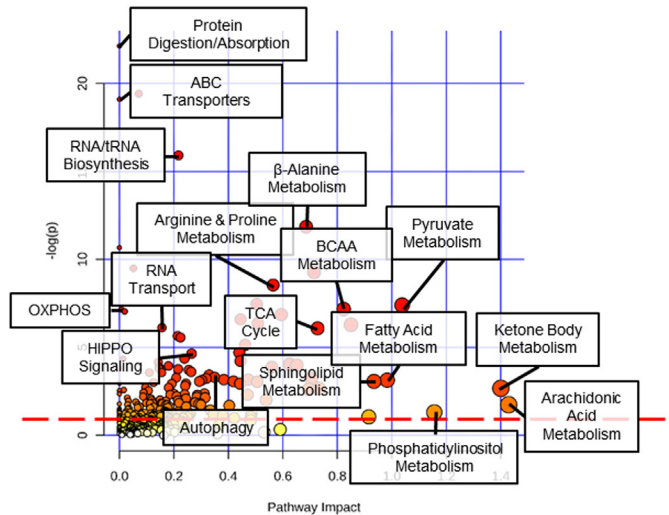 Protein
Digestion/Absorption
20
ABC
Transporters
RNA/tRNA
Biosynthesis
β-Alanine
Metabolism
Arginine & Proline
Metabolism
Pyruvate
Metabolism
BCAA
Metabolism
-log(p)
10
RNA
Transport
OXPHOS
TCA
Cycle
Fatty Acid
Metabolism
Ketone Body
Metabolism
5
HIPPO
Signaling
Sphingolipid
Metabolism
Arachidonic
Acid
Metabolism
Autophagy
0
Phosphatidylinositol
Metabolism
0.0
0.2
0.4
0.6
0.8
1.0
1.2
1.4
Pathway Impact